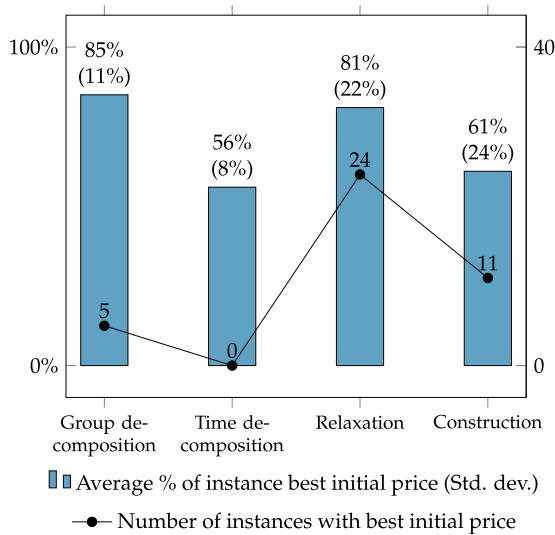 100%
0%
40
0
85%
(11%)
56%
(8%)
81%
(22%)
61%
(24%)
5
0
24
11
Group de-
composition
Time de-
composition
Relaxation
Construction
Average % of instance best initial price (Std. dev.)
Number of instances with best initial price